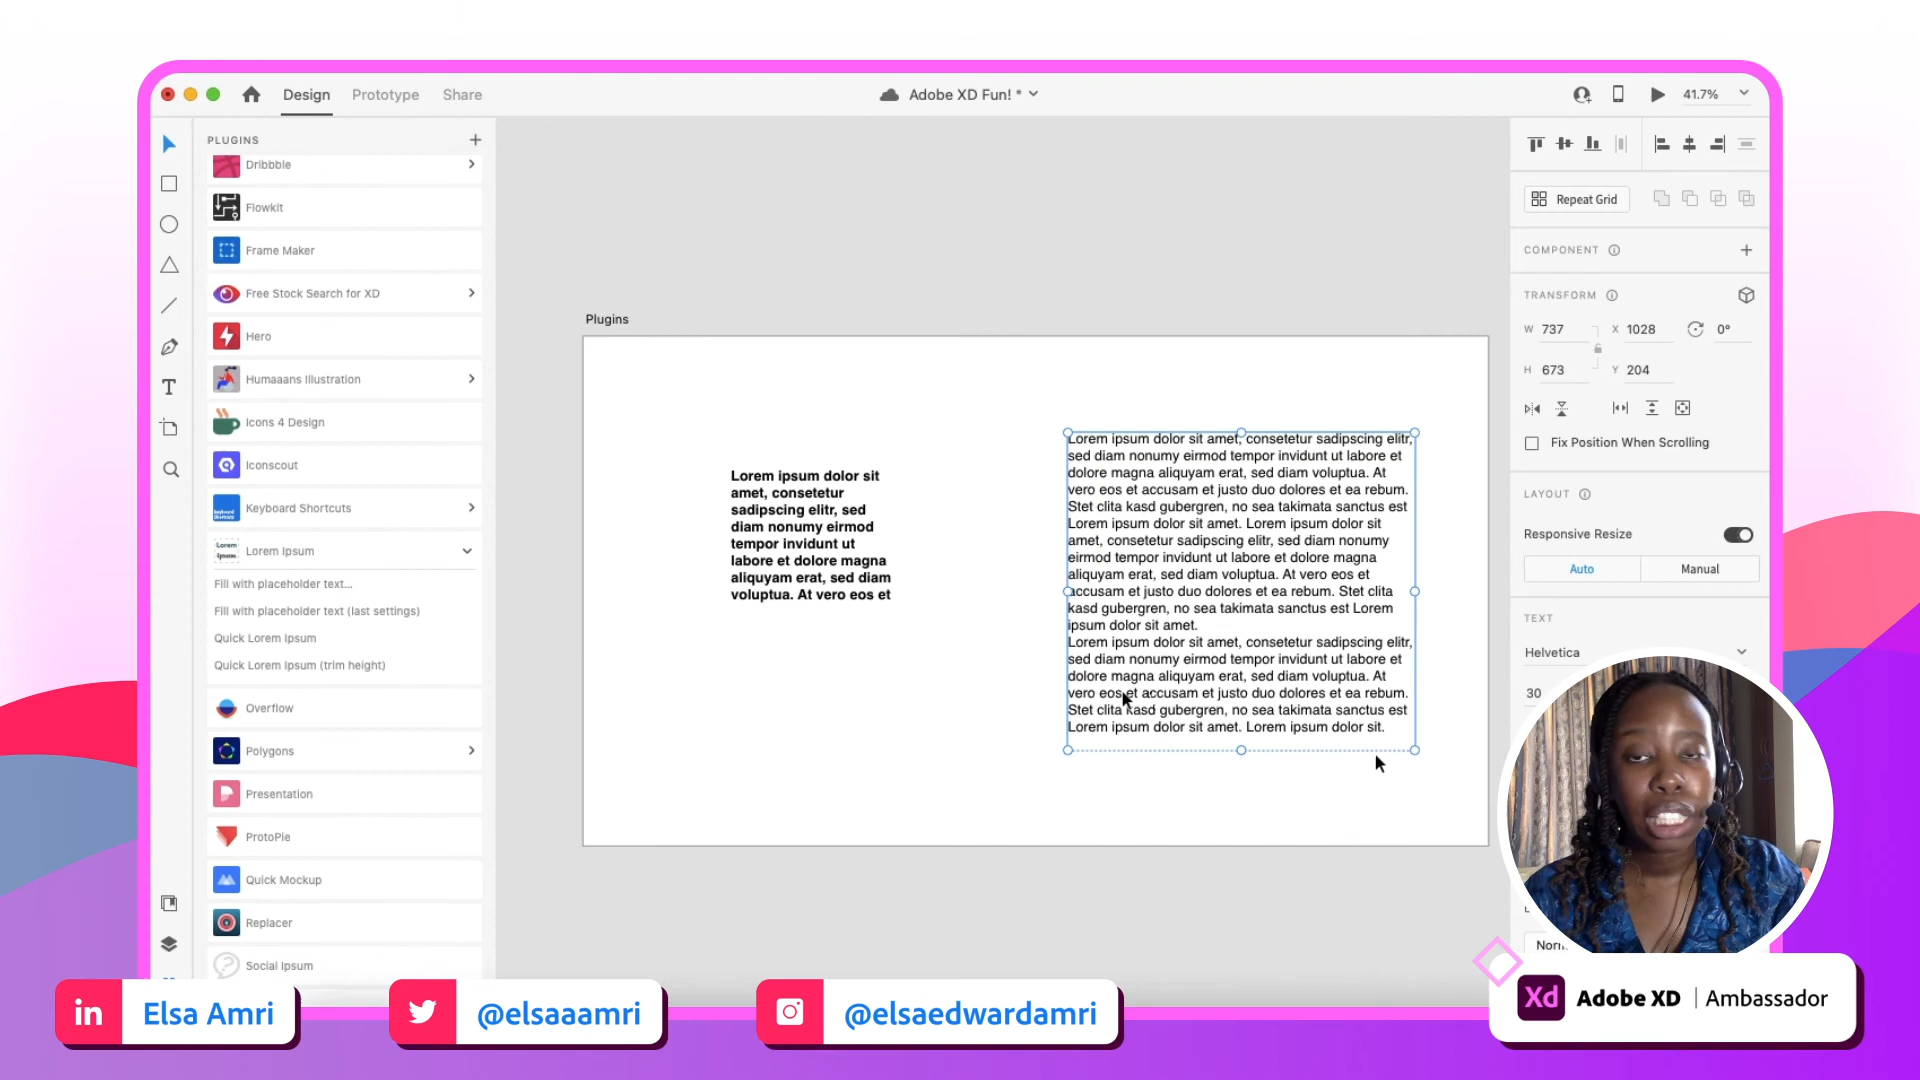 Design
Prototype
Share
Adobe XD Fun! *
41.7%
PLUGINS
Dribbble
Flowkit
Frame Maker
Free Stock Search for XD
Hero
Humaaans Illustration
Icons 4 Design
Iconscout
Keyboard Shortcuts
Lorem Ipsum
Fill with placeholder text...
Fill with placeholder text (last settings)
Quick Lorem Ipsum
Quick Lorem Ipsum (trim height)
Overflow
Polygons
Presentation
ProtoPie
Quick Mockup
Replacer
Social Ipsum
Plugins
Lorem ipsum dolor sit
amet, consetetur
sadipscing elitr, sed
diam nonumy eirmod
tempor invidunt ut
labore et dolore magna
aliquyam erat, sed diam
voluptua. At vero eos et
Lorem ipsum dolor sit amet, consetetur sadipscing elitr,
sed diam nonumy eirmod tempor invidunt ut labore et
dolore magna aliquyam erat, sed diam voluptua. At
vero eos et accusam et justo duo dolores et ea rebum.
Stet clita kasd gubergren, no sea takimata sanctus est
Lorem ipsum dolor sit amet. Lorem ipsum dolor sit
amet, consetetur sadipscing elitr, sed diam nonumy
eirmod tempor invidunt ut labore et dolore magna
aliquyam erat, sed diam voluptua. At vero eos et
accusam et justo duo dolores et ea rebum. Stet clita
kasd gubergren, no sea takimata sanctus est Lorem
ipsum dolor sit amet.
Lorem ipsum dolor sit amet, consetetur sadipscing elitr,
sed diam nonumy eirmod tempor invidunt ut labore et
dolore magna aliquyam erat, sed diam voluptua. At
vero eos et accusam et justo duo dolores et ea rebum.
Stet clita kasd gubergren, no sea takimata sanctus est
Lorem ipsum dolor sit amet. Lorem ipsum dolor sit.
Repeat Grid
COMPONENT
TRANSFORM
W 737 X 1028 0°
H 673 Y 204
Fix Position When Scrolling
LAYOUT
Responsive Resize
Auto
Manual
TEXT
Helvetica
30
in
Elsa Amri
@elsaaamri
@elsaedwardamri
Xd
Adobe XD | Ambassador